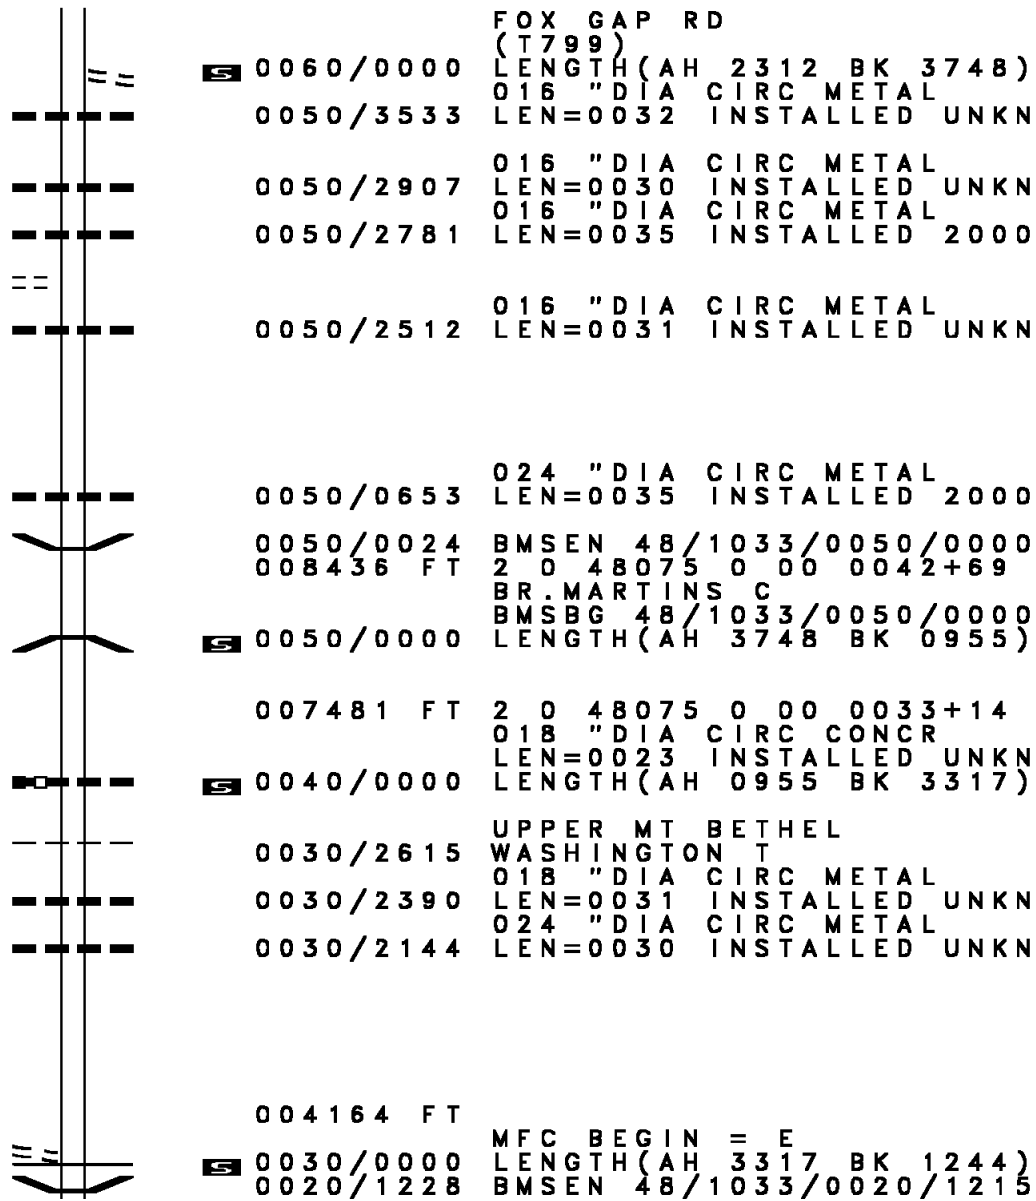 FOX GAP RD
(T799)
S 0060/0000 LENGTH(AH 2312 BK 3748)
016 "DIA CIRC METAL
0050/3533 LEN=0032 INSTALLED UNKN
016 "DIA CIRC METAL
0050/2907 LEN=0030 INSTALLED UNKN
016 "DIA CIRC METAL
0050/2781 LEN=0035 INSTALLED 2000
016 "DIA CIRC METAL
0050/2512 LEN=0031 INSTALLED UNKN
024 "DIA CIRC METAL
0050/0653 LEN=0035 INSTALLED 2000
0050/0024 BMSEN 48/1033/0050/0000
008436 FT 2 0 48075 0 00 0042+69
BR.MARTINS C
BMSBG 48/1033/0050/0000
S 0050/0000 LENGTH(AH 3748 BK 0955)
007481 FT 2 0 48075 0 00 0033+14
018 "DIA CIRC CONCR
LEN=0023 INSTALLED UNKN
S 0040/0000 LENGTH(AH 0955 BK 3317)
UPPER MT BETHEL
0030/2615 WASHINGTON T
018 "DIA CIRC METAL
0030/2390 LEN=0031 INSTALLED UNKN
024 "DIA CIRC METAL
0030/2144 LEN=0030 INSTALLED UNKN
004164 FT
MFC BEGIN = E
S 0030/0000 LENGTH(AH 3317 BK 1244)
0020/1228 BMSEN 48/1033/0020/1215